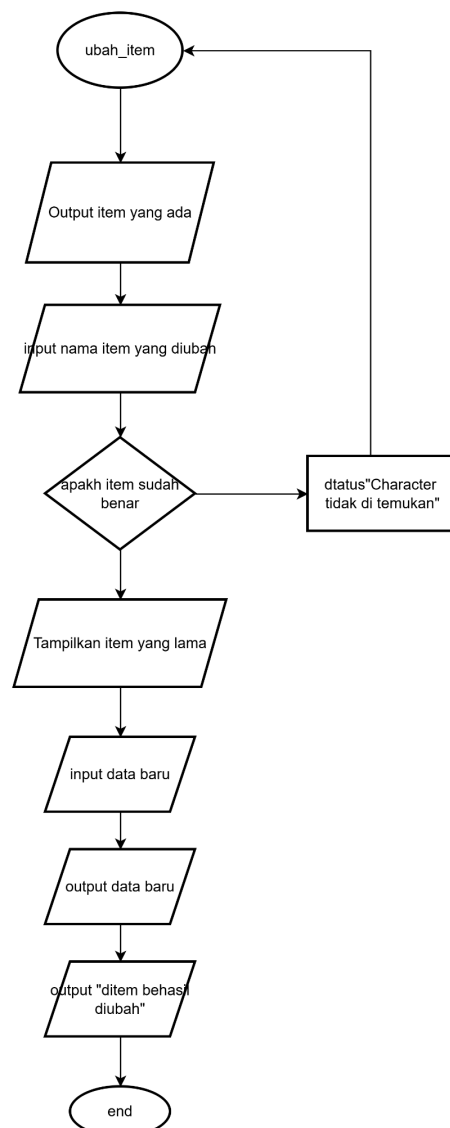 ubah_item
Output item yang ada
input nama item yang diubah
apakh item sudah
benar
dtatus"Character
tidak di temukan"
Tampilkan item yang lama
input data baru
output data baru
output "ditem behasil
diubah"
end